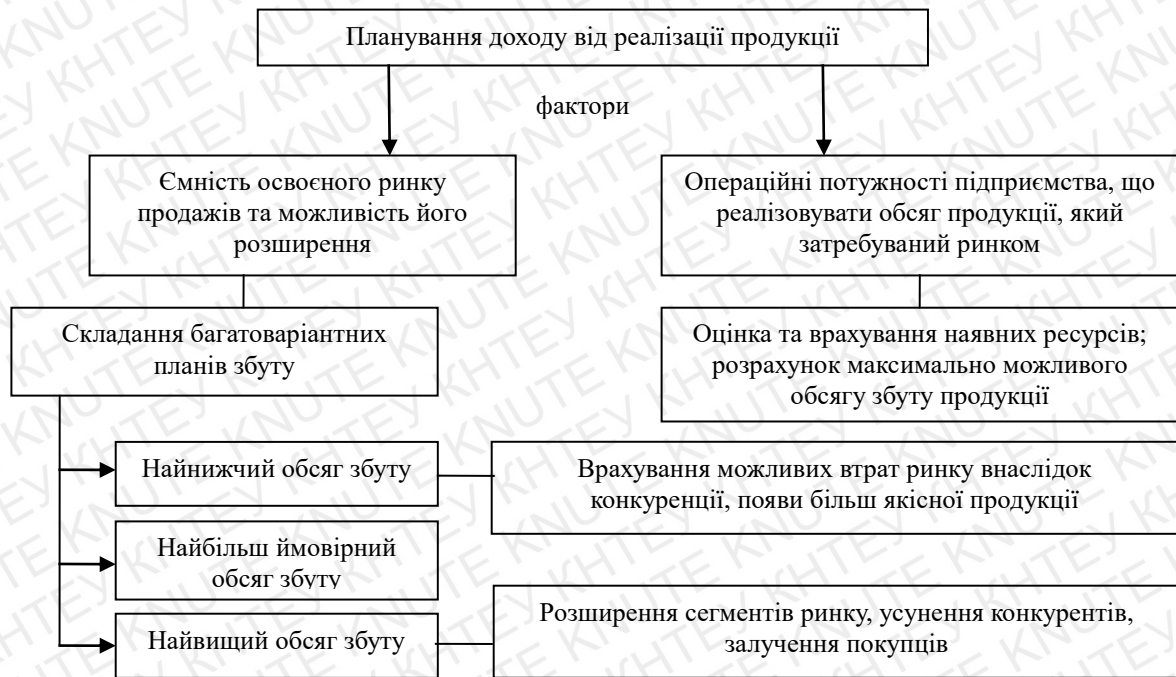 Планування доходу від реалізації продукції
фактори
Ємність освоєного ринку
продажів та можливість його
розширення
Операційні потужності підприємства, що
реалізовувати обсяг продукції, який
затребуваний ринком
Складання багатоваріантних
планів збуту
Оцінка та врахування наявних ресурсів;
розрахунок максимально можливого
обсягу збуту продукції
Найнижчий обсяг збуту
Врахування можливих втрат ринку внаслідок
конкуренції, появи більш якісної продукції
Найбільш ймовірний
обсяг збуту
Найвищий обсяг збуту
Розширення сегментів ринку, усунення конкурентів,
залучення покупців